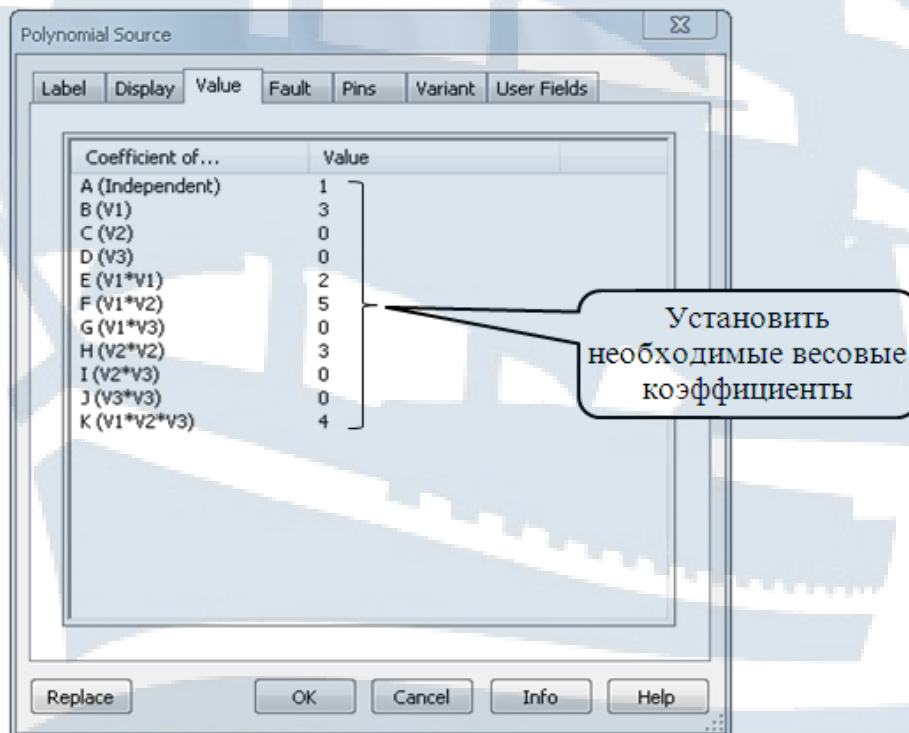 Polynomial Source
Label Display Value Fault Pins Variant User Fields
Coefficient of... Value
A (Independent) 1
B (V1) 3
C (V2) 0
D (V3) 0
E (V1*V1) 2
F (V1*V2) 5
G (V1*V3) 0
H (V2*V2) 3
I (V2*V3) 0
J (V3*V3) 0
K (V1*V2*V3) 4
Установить
необходимые весовые
коэффициенты
Replace OK Cancel Info Help